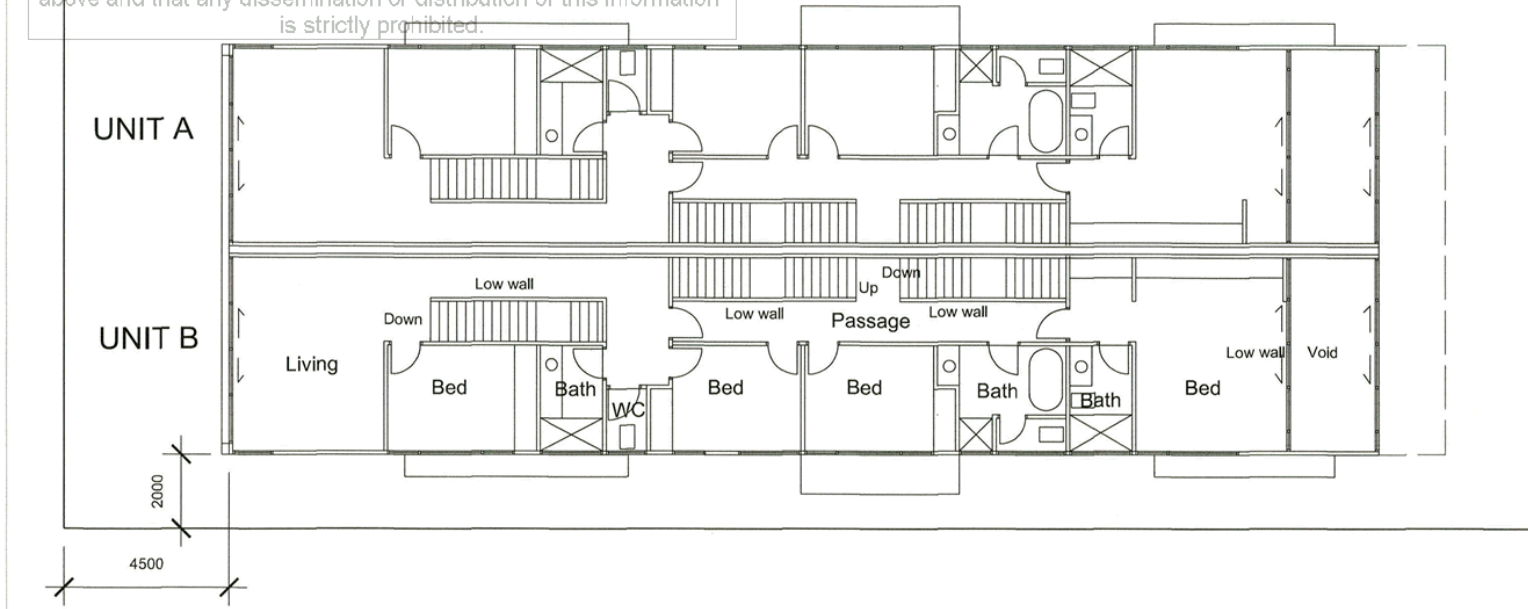 above and that any dissemination or distribution of this information
is strictly prohibited.
UNIT A
UNIT B
Low wall
Down
Living
Bed
Bath
WC
Low wall
Up
Down
Passage
Low wall
Bed
Bed
Bath
Bath
Bed
Low wall
Void
2000
4500